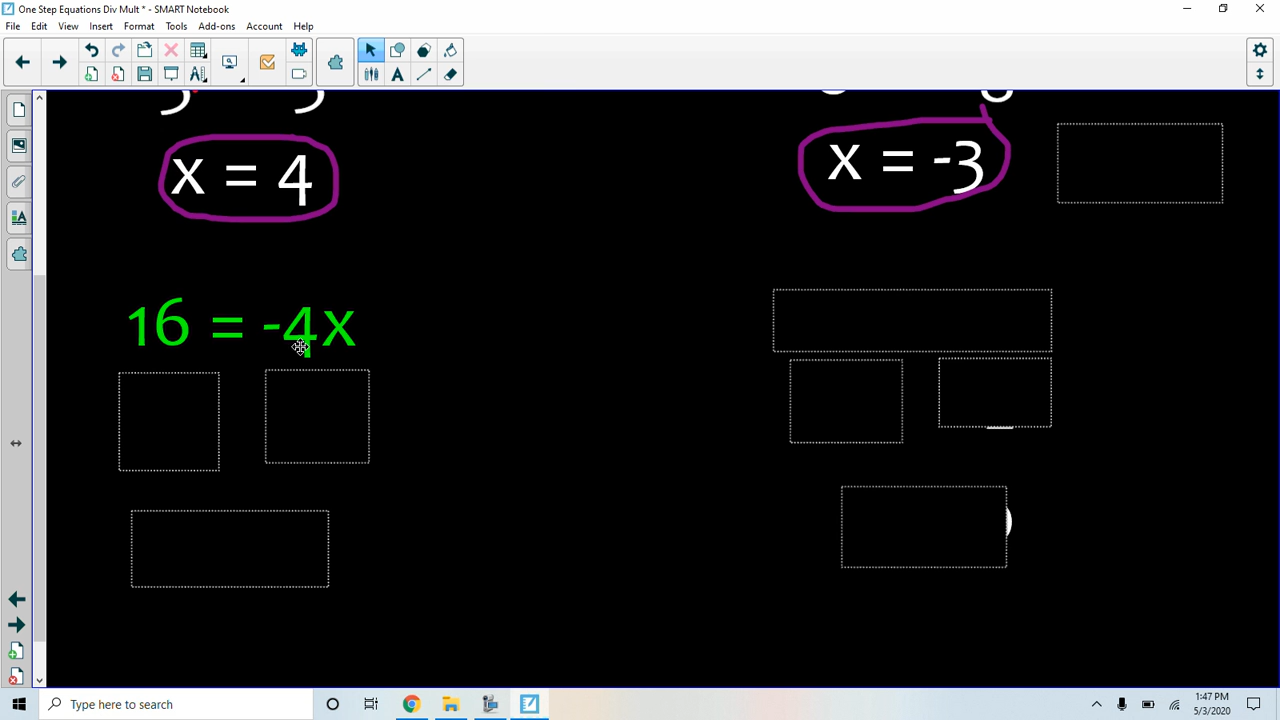 One Step Equations Div Mult * - SMART Notebook
File Edit View Insert Format Tools Add-ons Account Help
x = 4
x = -3
16 = -4x
Type here to search
1:47 PM
5/3/2020